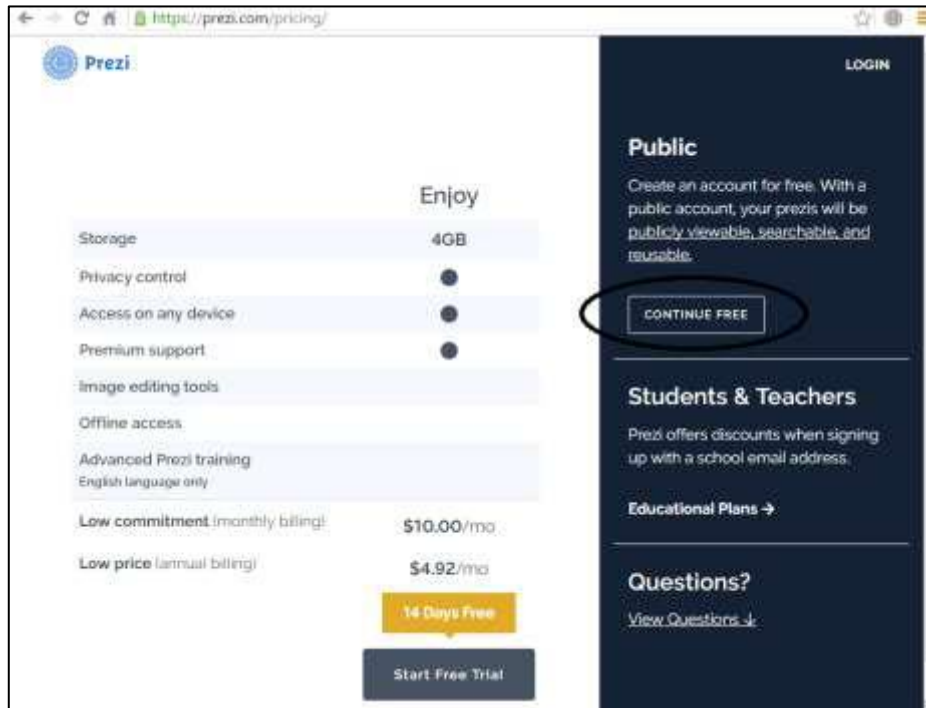 https://prezi.com/pricing/
Prezi
LOGIN
Enjoy
Storage 4GB
Privacy control
Access on any device
Premium support
Image editing tools
Offline access
Advanced Prezi training
English language only
Low commitment (monthly billing) $10.00/mo
Low price (annual billing) $4.92/mo
14 Days Free
Start Free Trial
Public
Create an account for free. With a
public account, your prezis will be
publicly viewable, searchable, and
reusable.
CONTINUE FREE
Students & Teachers
Prezi offers discounts when signing
up with a school email address.
Educational Plans →
Questions?
View Questions ↓